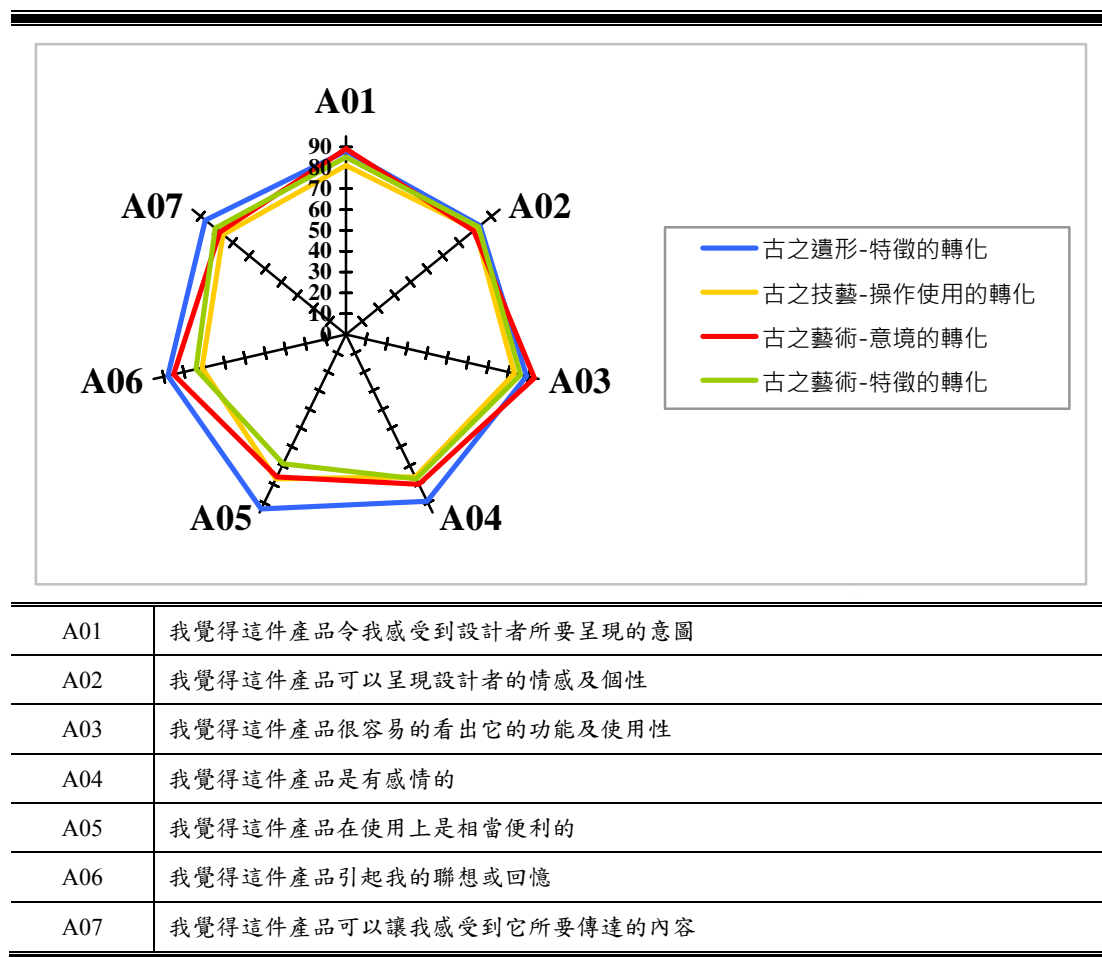 A01
90
80
70
60
50
40
30
20
10
0
A07
A02
A06
A03
A05
A04
古之遺形-特徵的轉化
古之技藝-操作使用的轉化
古之藝術-意境的轉化
古之藝術-特徵的轉化
A01 我覺得這件產品令我感受到設計者所要呈現的意圖
A02 我覺得這件產品可以呈現設計者的情感及個性
A03 我覺得這件產品很容易的看出它的功能及使用性
A04 我覺得這件產品是有感情的
A05 我覺得這件產品在使用上是相當便利的
A06 我覺得這件產品引起我的聯想或回憶
A07 我覺得這件產品可以讓我感受到它所要傳達的內容